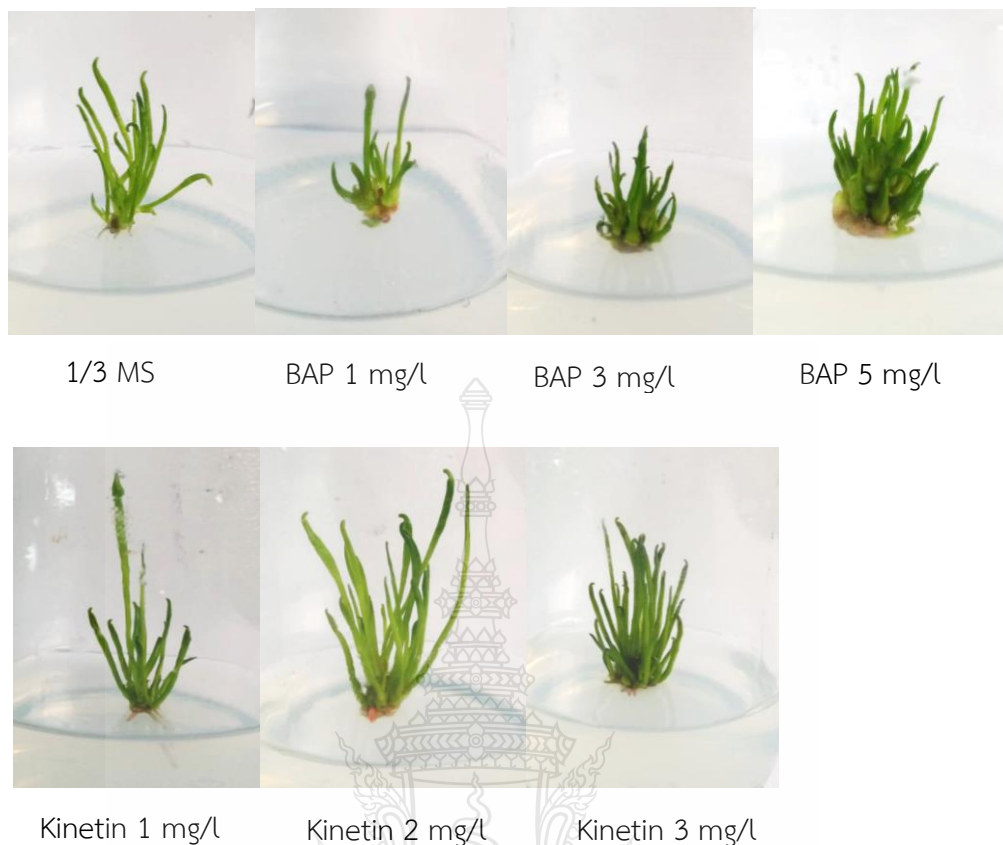 1/3 MS
BAP 1 mg/l
BAP 3 mg/l
BAP 5 mg/l
Kinetin 1 mg/l
Kinetin 2 mg/l
Kinetin 3 mg/l